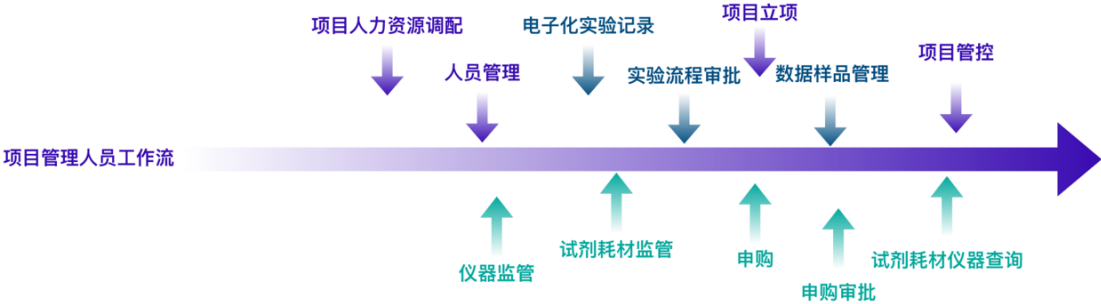 项目立项
项目人力资源调配
电子化实验记录
项目管控
人员管理
实验流程审批
数据样品管理
项目管理人员工作流
试剂耗材监管
申购
试剂耗材仪器查询
仪器监管
申购审批